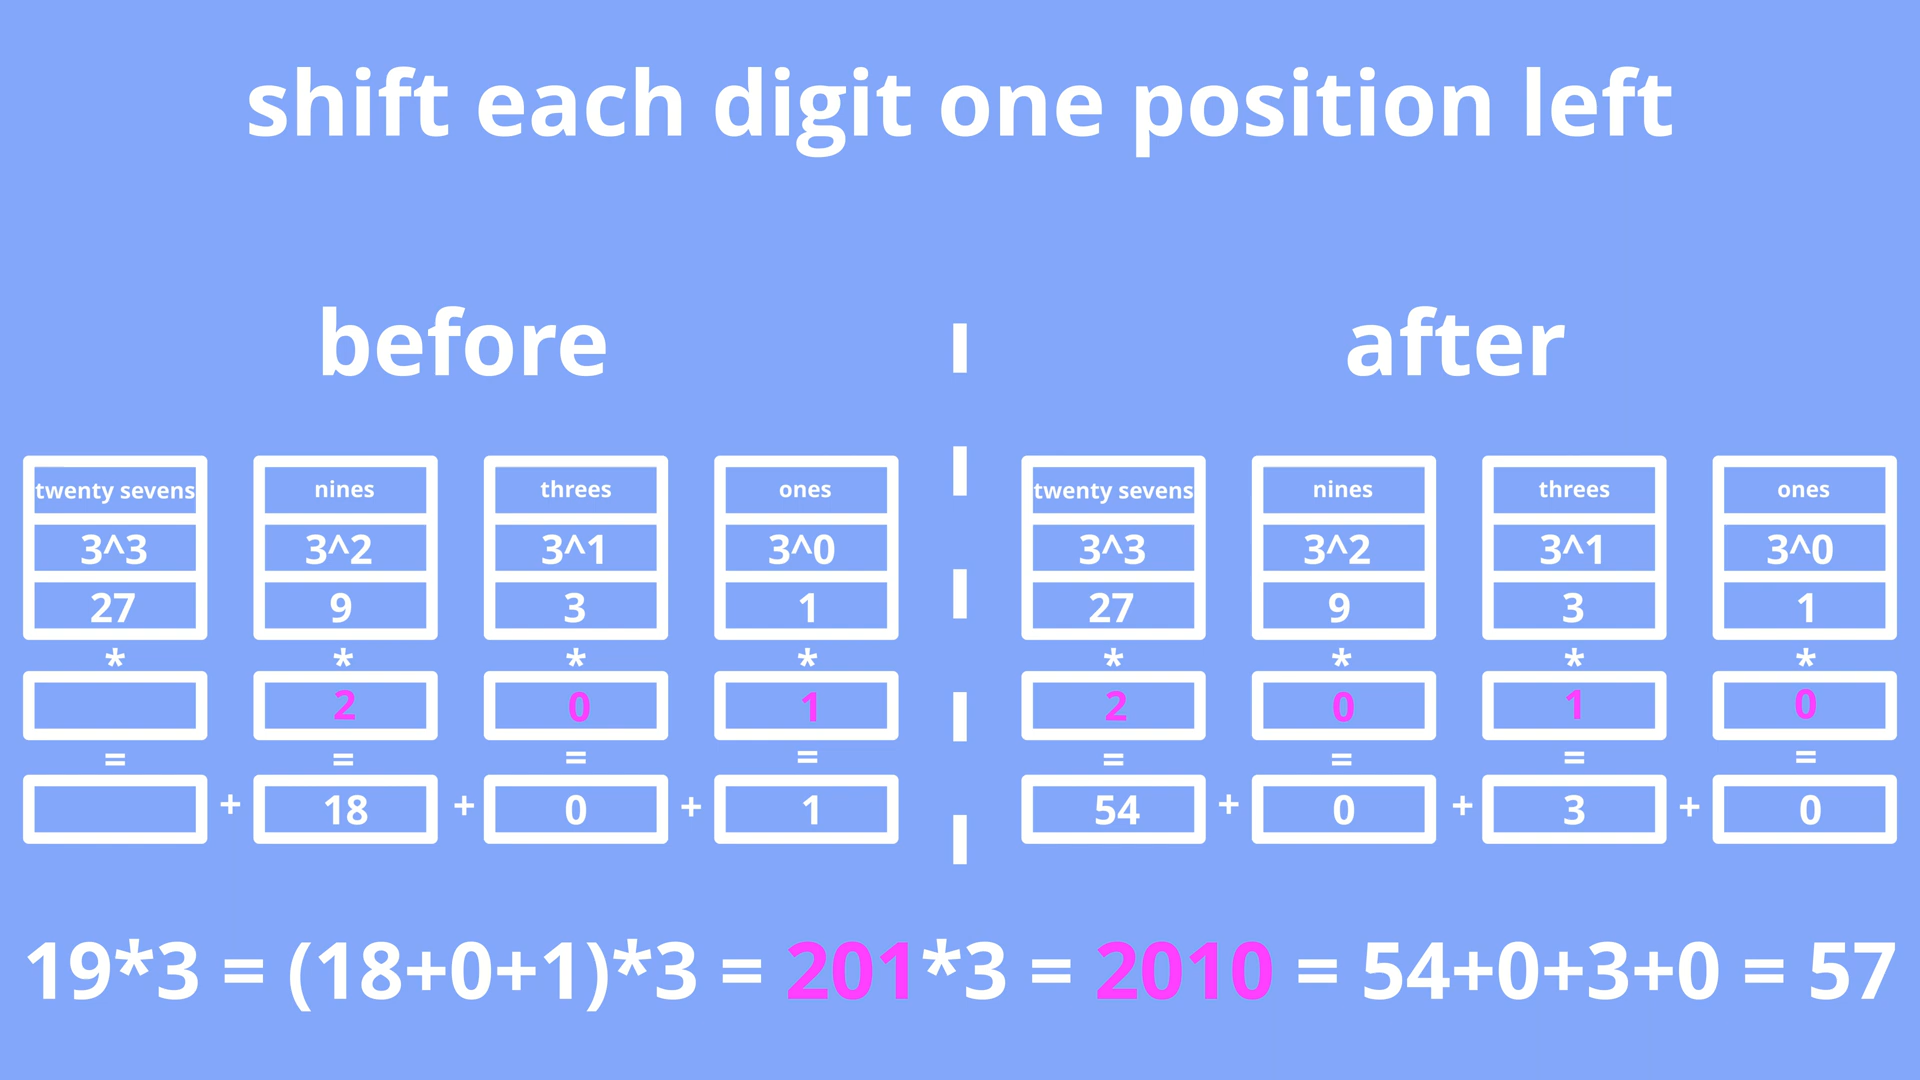 shift each digit one position left
before after
twenty sevens nines threes ones twenty sevens nines threes ones
3^3 3^2 3^1 3^0 3^3 3^2 3^1 3^0
27 9 3 1 27 9 3 1
* * * * * * * *
2 0 1 2 0 1 0
= = = = = = = =
+ 18 + 0 + 1 54 + 0 + 3 + 0
19*3 = (18+0+1)*3 = 201*3 = 2010 = 54+0+3+0 = 57